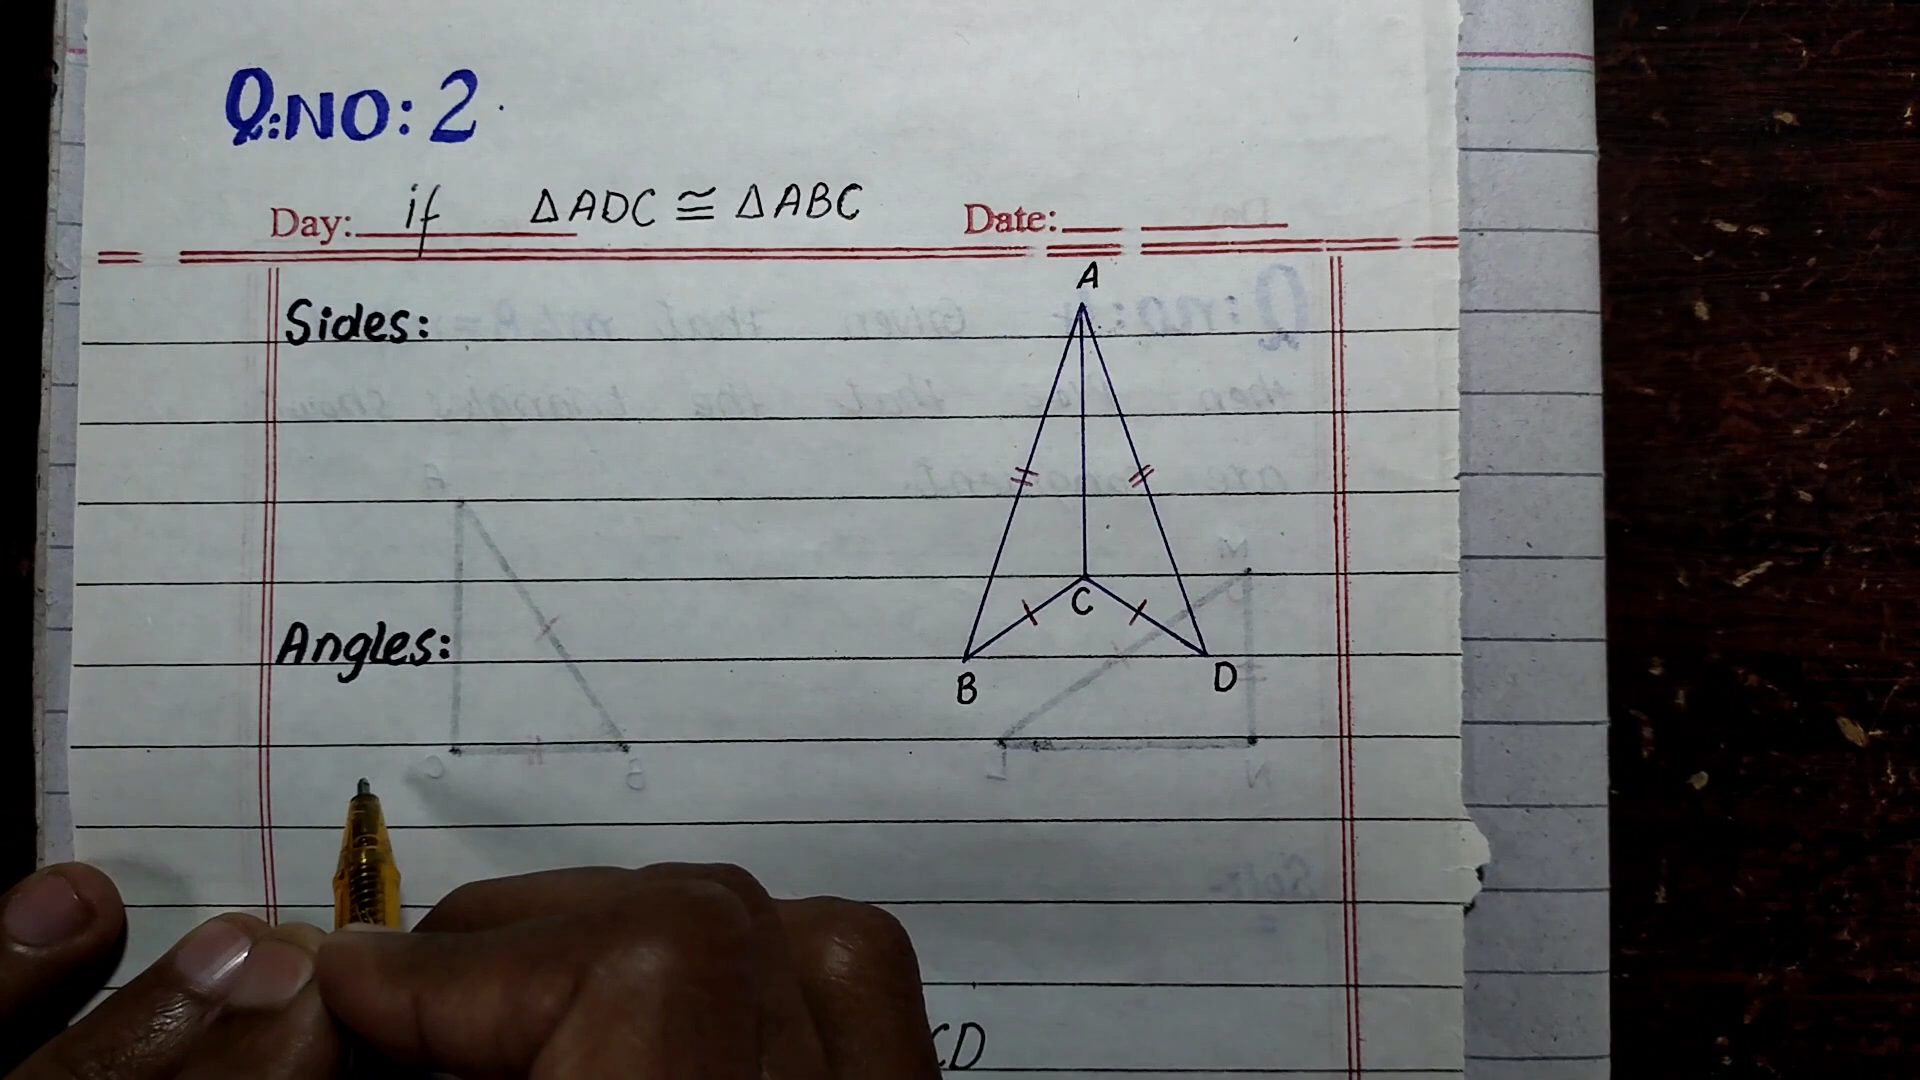 Q:NO: 2
Day: if ΔADC ≅ ΔABC Date:
Sides:
A
C
Angles:
B
D
CD